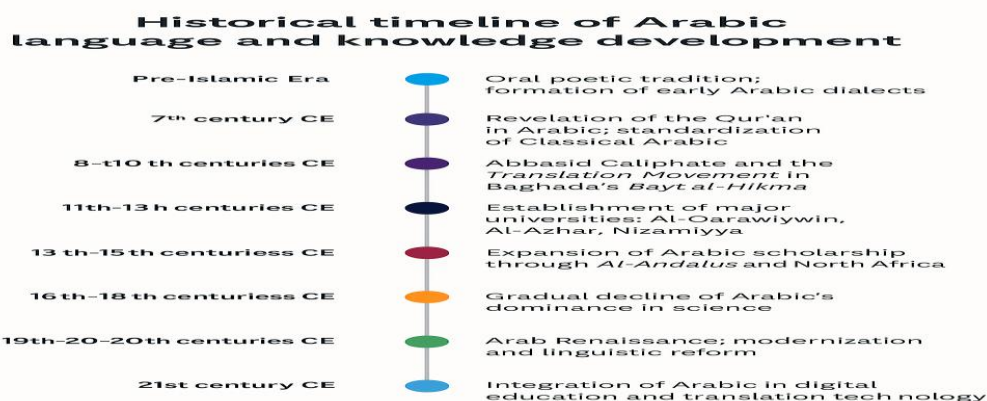 Historical timeline of Arabic
language and knowledge development
Pre-Islamic Era
Oral poetic tradition;
formation of early Arabic dialects
7th century CE
Revelation of the Qur'an
in Arabic; standardization
of Classical Arabic
8-t10 th centuries CE
Abbasid Caliphate and the
Translation Movement in
Baghada's Bayt al-Hikma
11th-13 h centuries CE
Establishment of major
universities: Al-Oarawiywin,
Al-Azhar, Nizamiyya
13 th-15th centuriess CE
Expansion of Arabic scholarship
through Al-Andalus and North Africa
16th-18 th centuriess CE
Gradual decline of Arabic's
dominance in science
19th-20-20th centuries CE
Arab Renaissance; modernization
and linguistic reform
21st century CE
Integration of Arabic in digital
education and translation tech nology